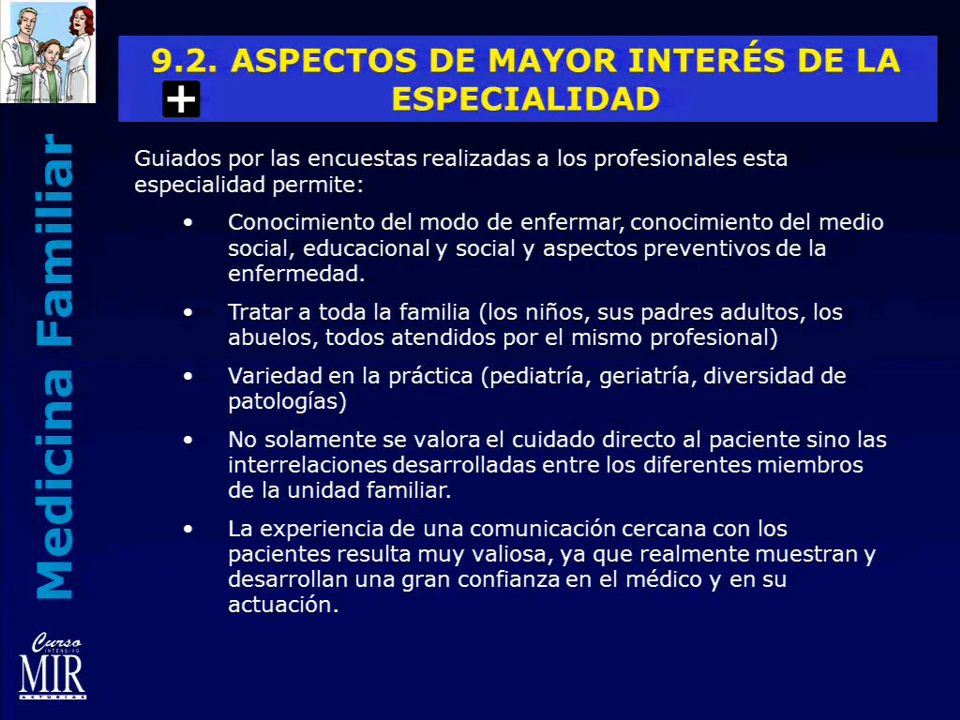 9.2. ASPECTOS DE MAYOR INTERÉS DE LA
ESPECIALIDAD
Guiados por las encuestas realizadas a los profesionales esta
especialidad permite:
• Conocimiento del modo de enfermar, conocimiento del medio
social, educacional y social y aspectos preventivos de la
enfermedad.
• Tratar a toda la familia (los niños, sus padres adultos, los
abuelos, todos atendidos por el mismo profesional)
• Variedad en la práctica (pediatría, geriatría, diversidad de
patologías)
• No solamente se valora el cuidado directo al paciente sino las
interrelaciones desarrolladas entre los diferentes miembros
de la unidad familiar.
• La experiencia de una comunicación cercana con los
pacientes resulta muy valiosa, ya que realmente muestran y
desarrollan una gran confianza en el médico y en su
actuación.
Medicina Familiar
Curso
INTENSIVO
MIR
ASTURIAS